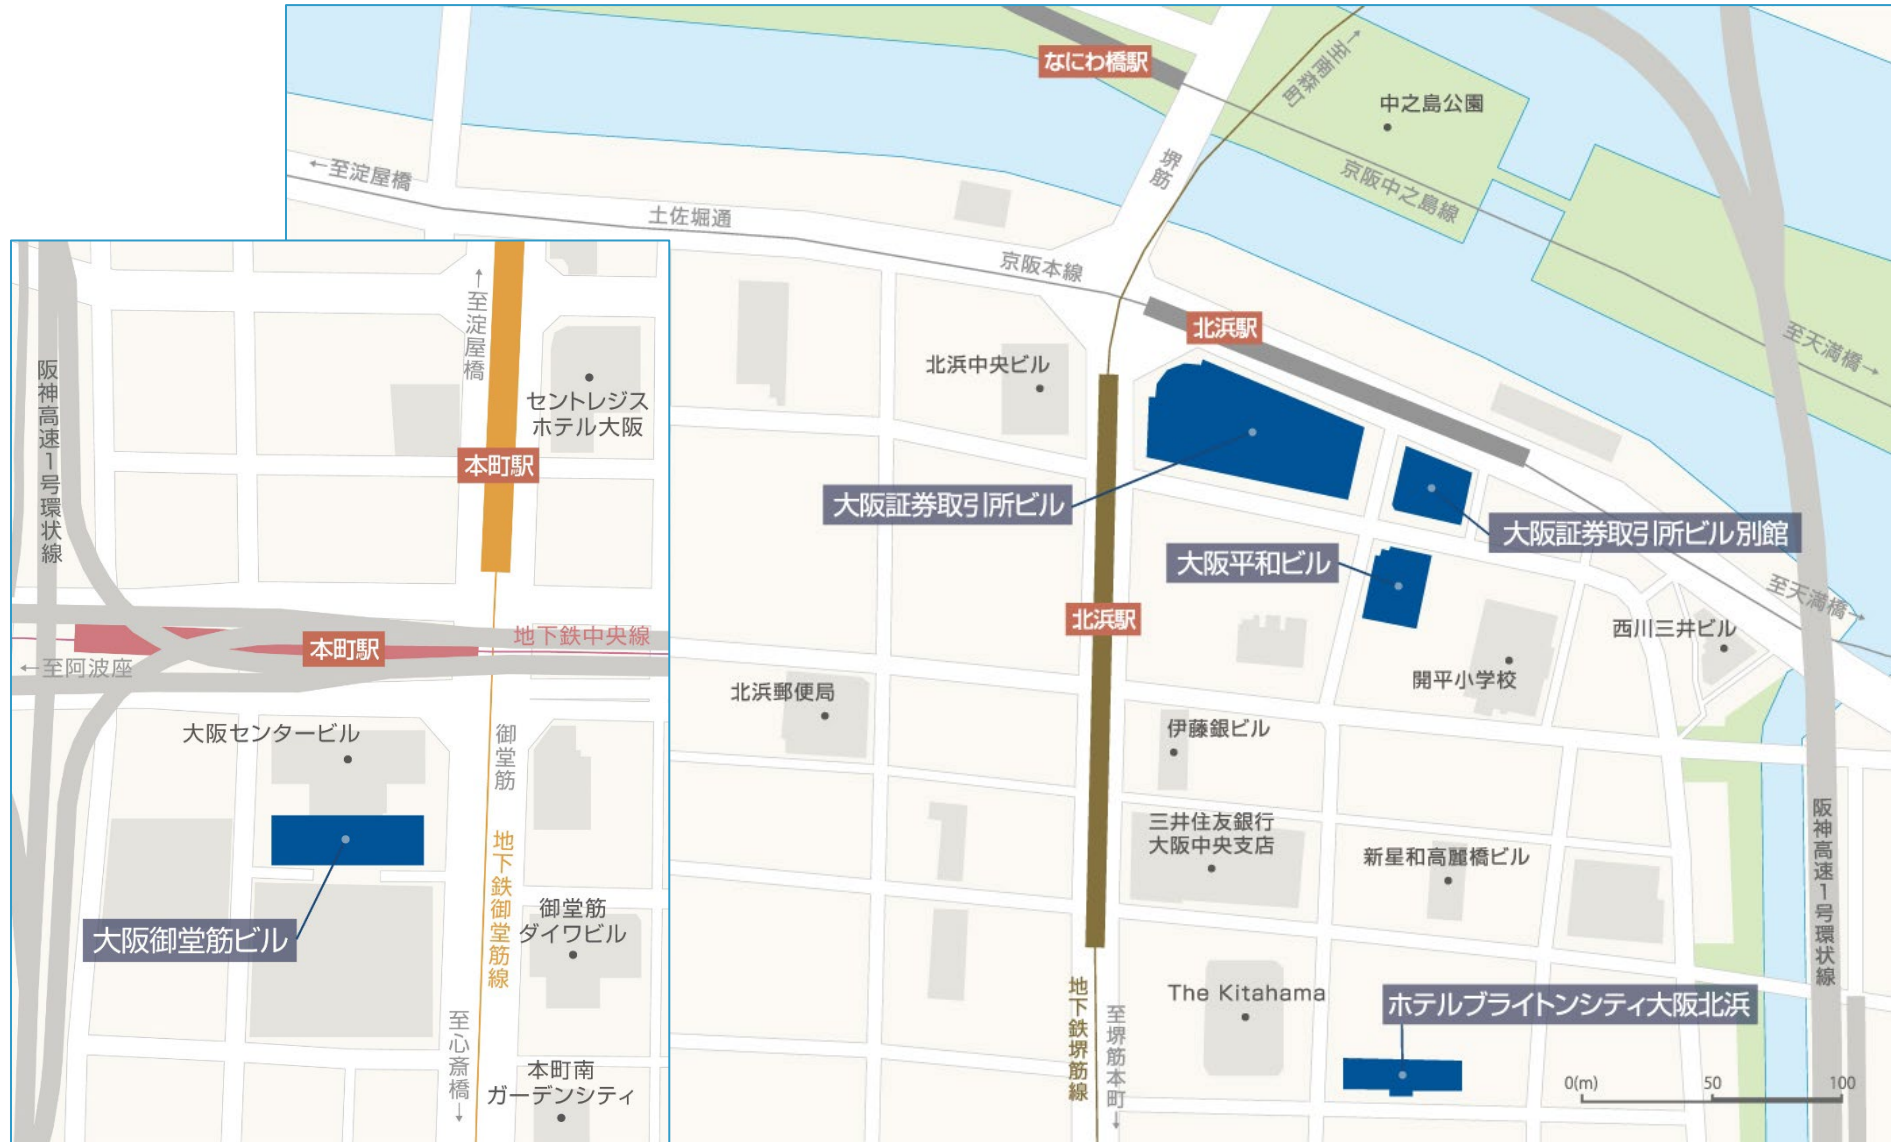 なにわ橋駅
↑至南森町
中之島公園
堺筋
京阪中之島線
←至淀屋橋
土佐堀通
京阪本線
北浜駅
至天満橋→
北浜中央ビル
大阪証券取引所ビル
大阪証券取引所ビル別館
大阪平和ビル
至天満橋→
北浜駅
西川三井ビル
開平小学校
北浜郵便局
伊藤銀ビル
三井住友銀行
大阪中央支店
新星和高麗橋ビル
阪神高速1号環状線
The Kitahama
ホテルブライトンシティ大阪北浜
地下鉄堺筋線
至堺筋本町→
0(m)
50
100
←至淀屋橋
阪神高速1号環状線
セントレジス
ホテル大阪
本町駅
地下鉄中央線
本町駅
←至阿波座
大阪センタービル
御堂筋
地下鉄御堂筋線
御堂筋
ダイワビル
大阪御堂筋ビル
至心斎橋→
本町南
ガーデンシティ